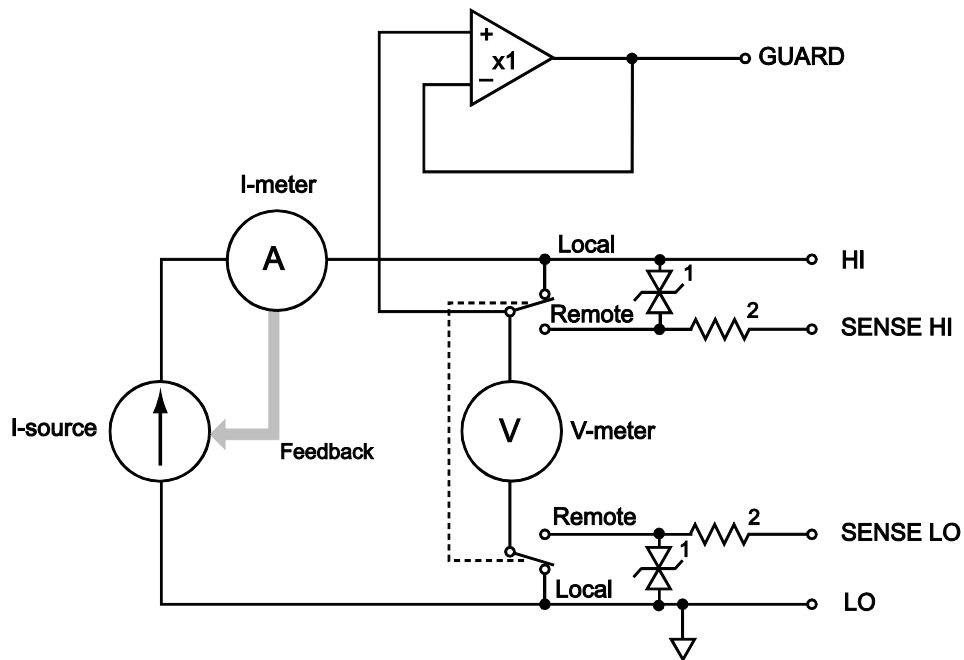 +
x1
−
GUARD
I-meter
A
Local
HI
1
Remote
2
SENSE HI
I-source
Feedback
V
V-meter
Remote
2
SENSE LO
1
Local
LO